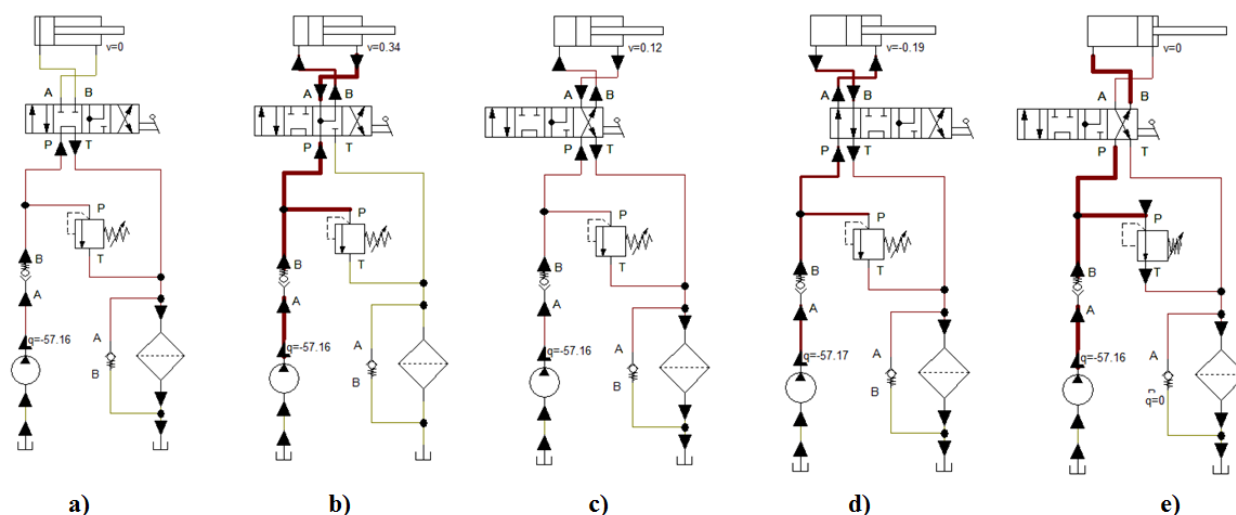 v=0
A B
P T
P
T
B
A
q=-57.16
A
B
a)
v=0.34
A B
P T
P
T
B
A
q=-57.16
A
B
b)
v=0.12
A B
P T
P
T
B
A
q=-57.16
A
B
c)
v=-0.19
A B
P T
P
T
B
A
q=-57.17
A
B
d)
v=0
A B
P T
P
T
B
A
q=-57.16
A
q=0
e)